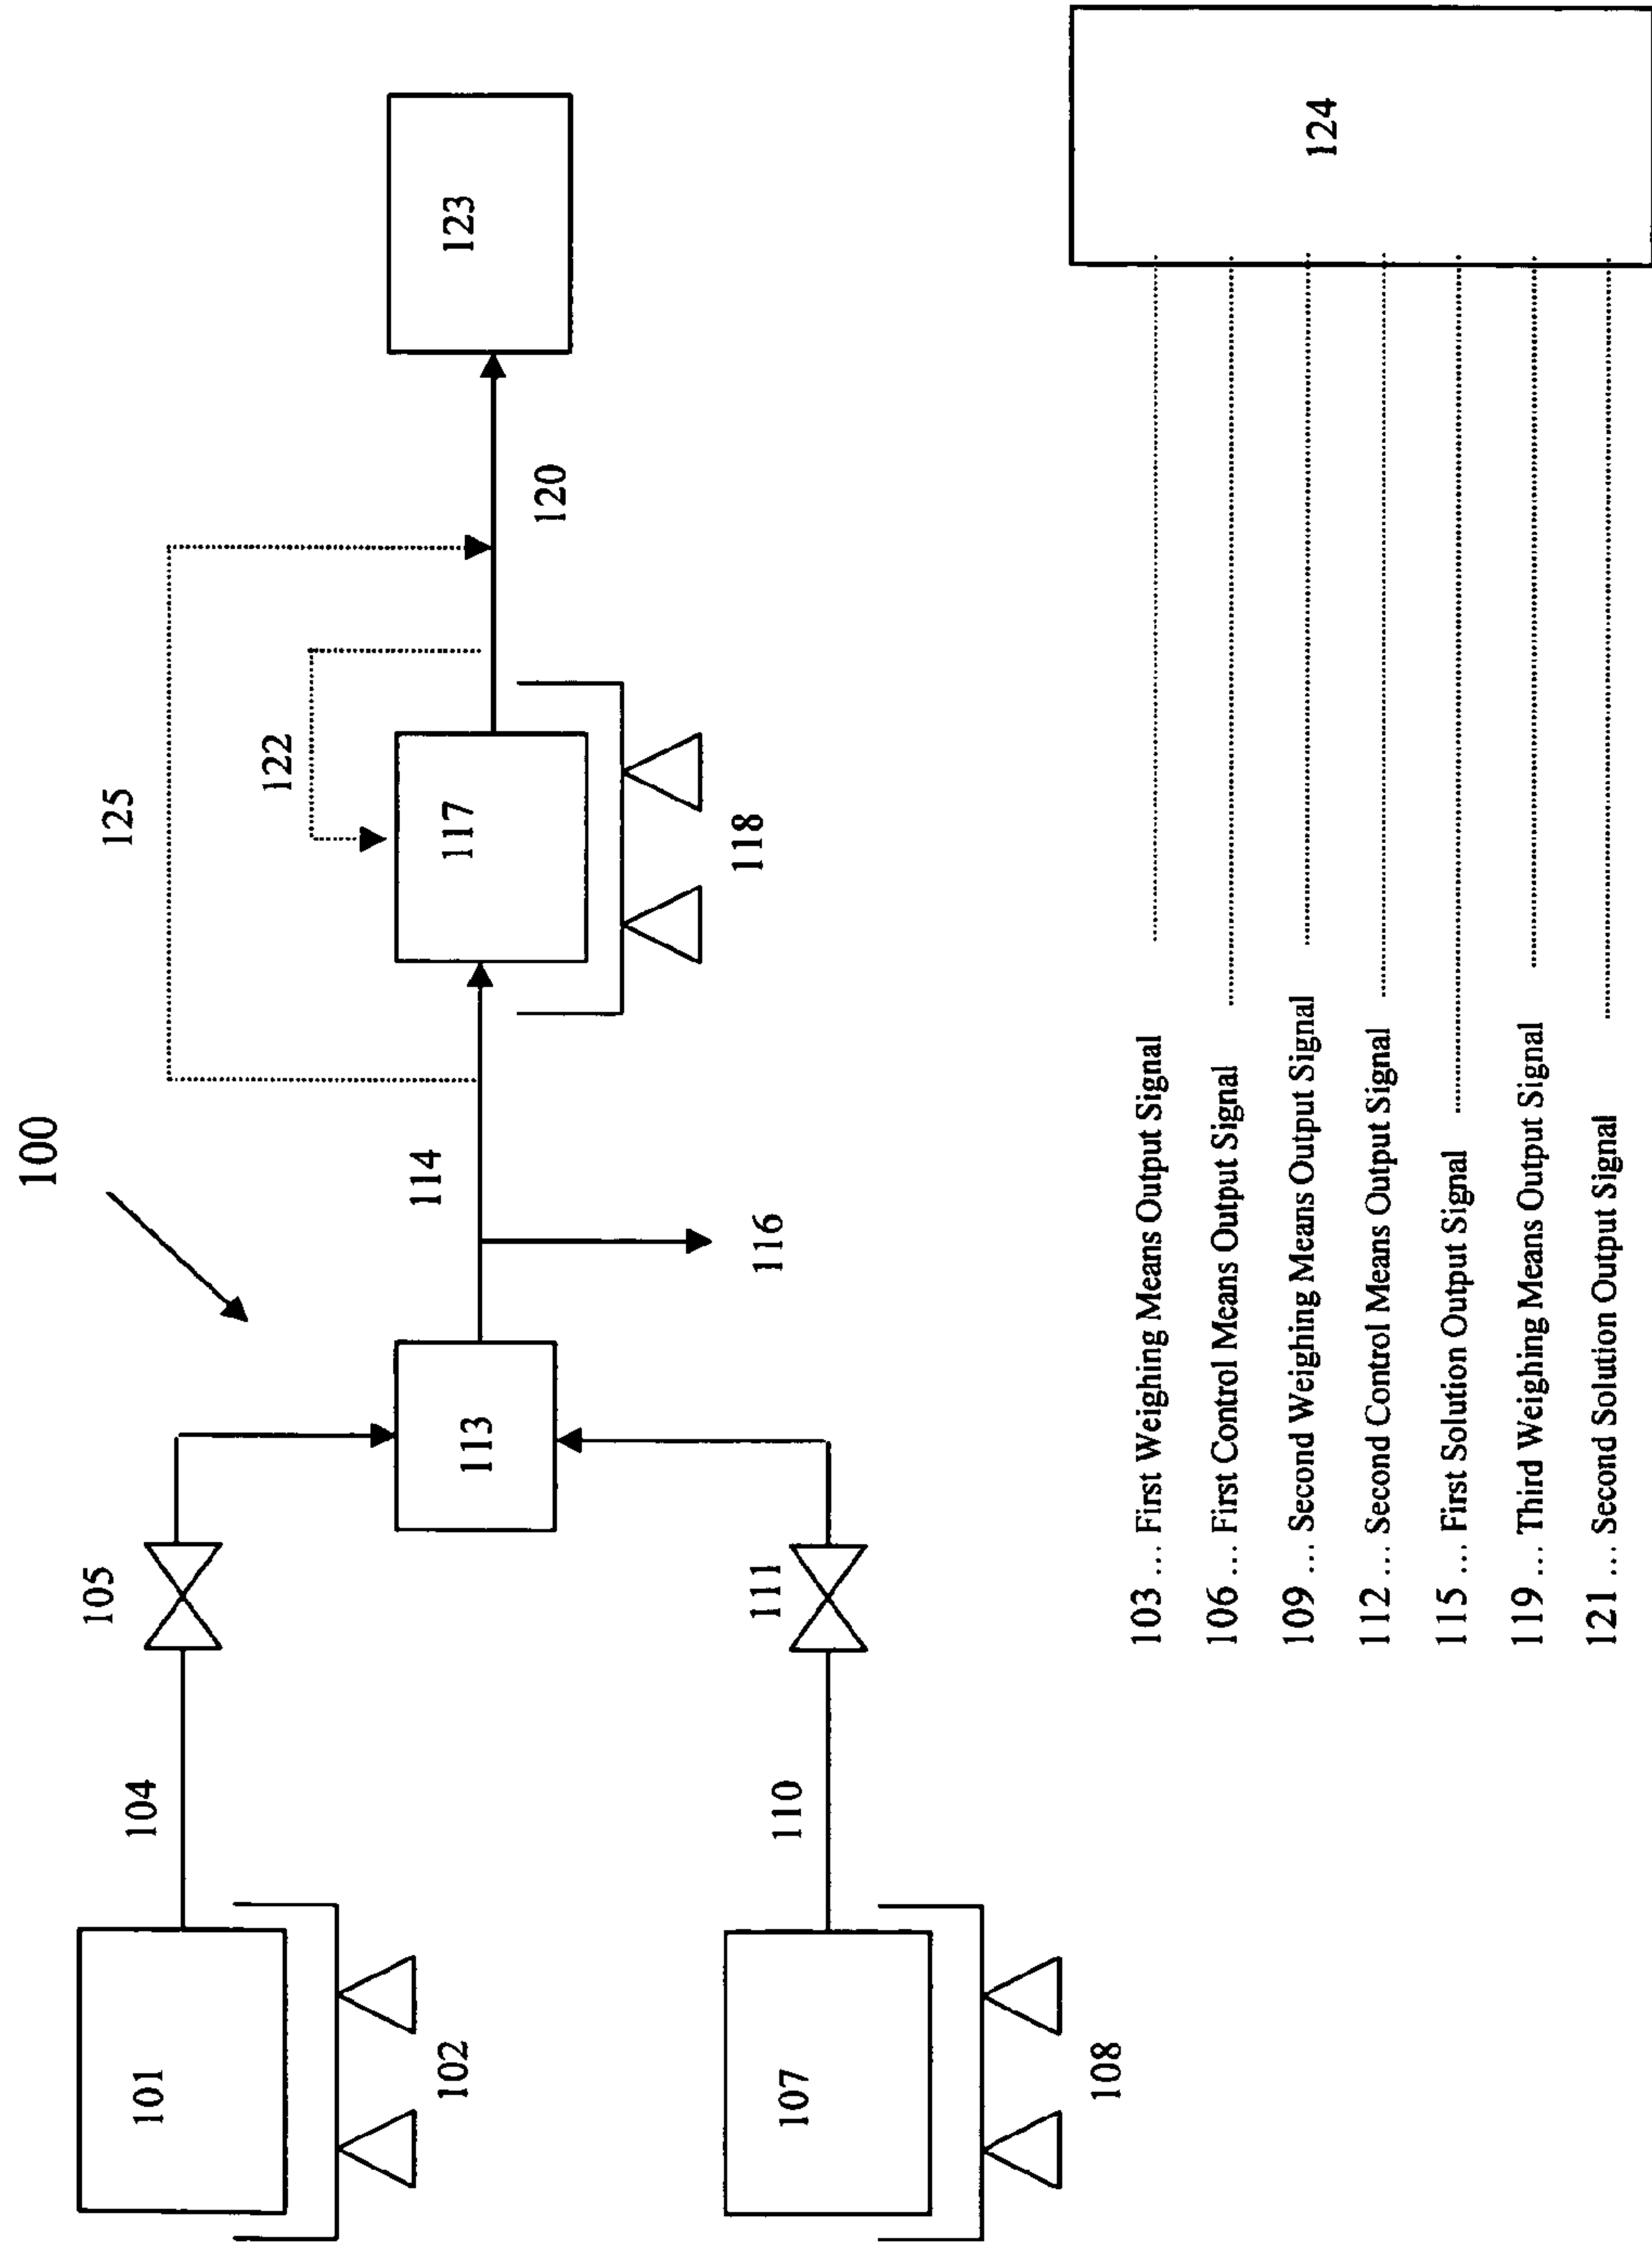 100
125
122
105
104
114
120
101
113
117
123
102
116
118
111
110
107
108
103 ... First Weighing Means Output Signal
106 ... First Control Means Output Signal
109 ... Second Weighing Means Output Signal
112 ... Second Control Means Output Signal
115 ... First Solution Output Signal
119 ... Third Weighing Means Output Signal
121 ... Second Solution Output Signal
124